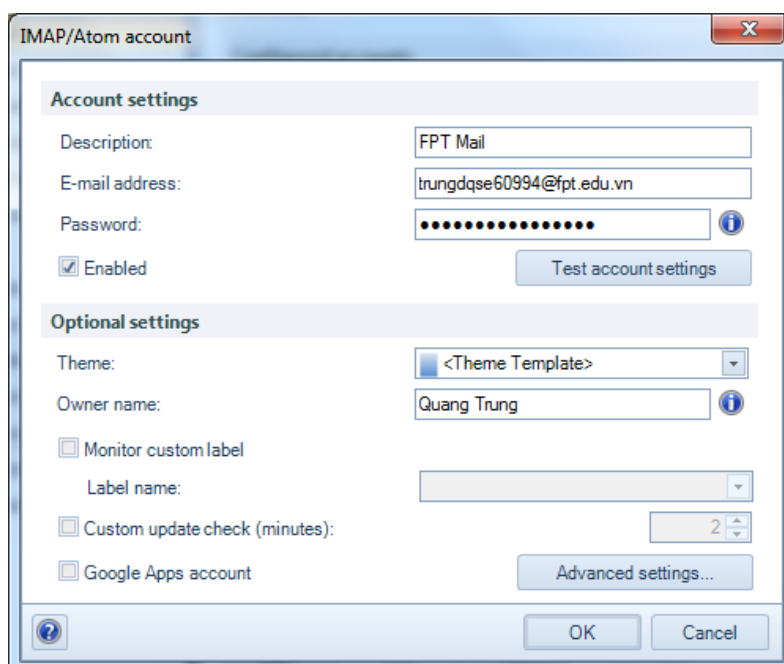 IMAP/Atom account
Account settings
Description: FPT Mail
E-mail address: trungdqse60994@fpt.edu.vn
Password: ••••••••••••••••
Enabled Test account settings
Optional settings
Theme: <Theme Template>
Owner name: Quang Trung
Monitor custom label
Label name:
Custom update check (minutes): 2
Google Apps account Advanced settings...
OK Cancel